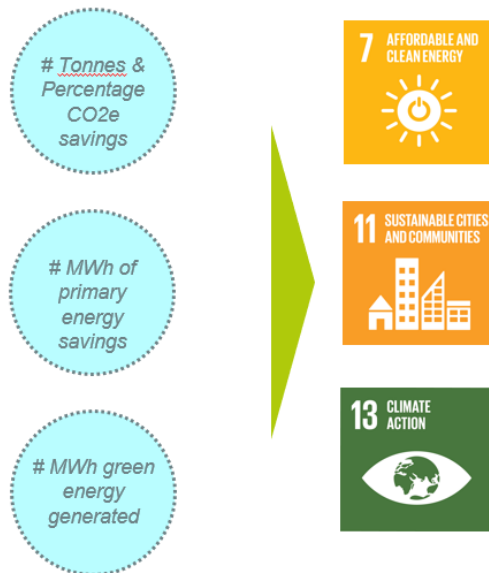 # Tonnes &
Percentage
CO2e
savings
# MWh of
primary
energy
savings
# MWh green
energy
generated
7 AFFORDABLE AND
CLEAN ENERGY
11 SUSTAINABLE CITIES
AND COMMUNITIES
13 CLIMATE
ACTION